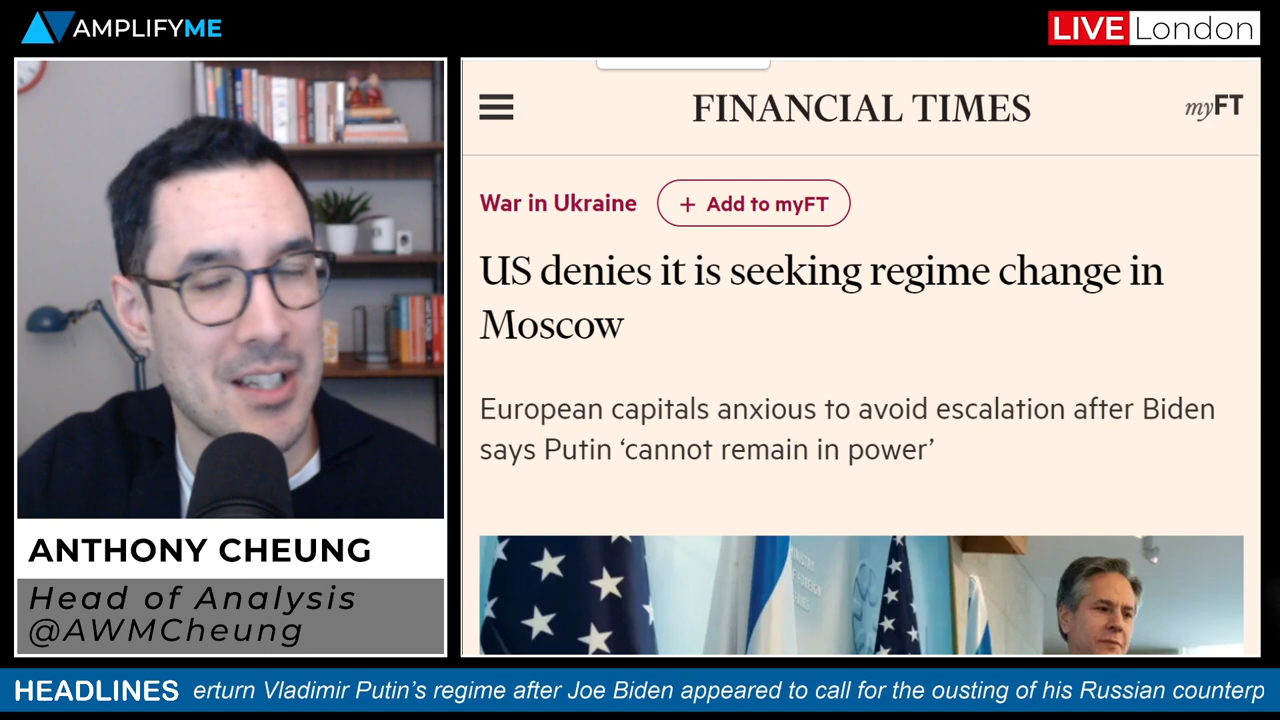 AMPLIFYME
LIVE London
FINANCIAL TIMES
myFT
War in Ukraine
+ Add to myFT
US denies it is seeking regime change in
Moscow
European capitals anxious to avoid escalation after Biden
says Putin ‘cannot remain in power’
ANTHONY CHEUNG
Head of Analysis
@AWMCheung
HEADLINES erturn Vladimir Putin’s regime after Joe Biden appeared to call for the ousting of his Russian counterp